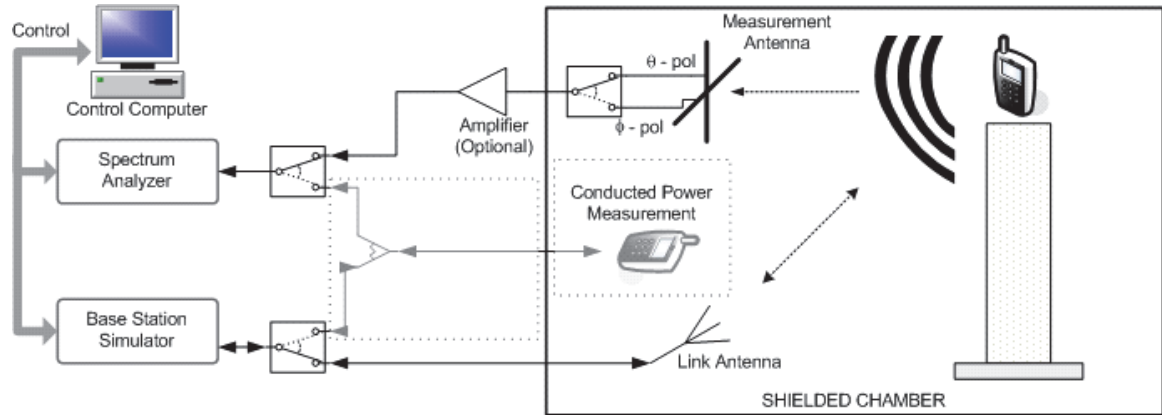 Control
Control Computer
Spectrum
Analyzer
Base Station
Simulator
Amplifier
(Optional)
θ - pol
ϕ - pol
Measurement
Antenna
Conducted Power
Measurement
Link Antenna
SHIELDED CHAMBER